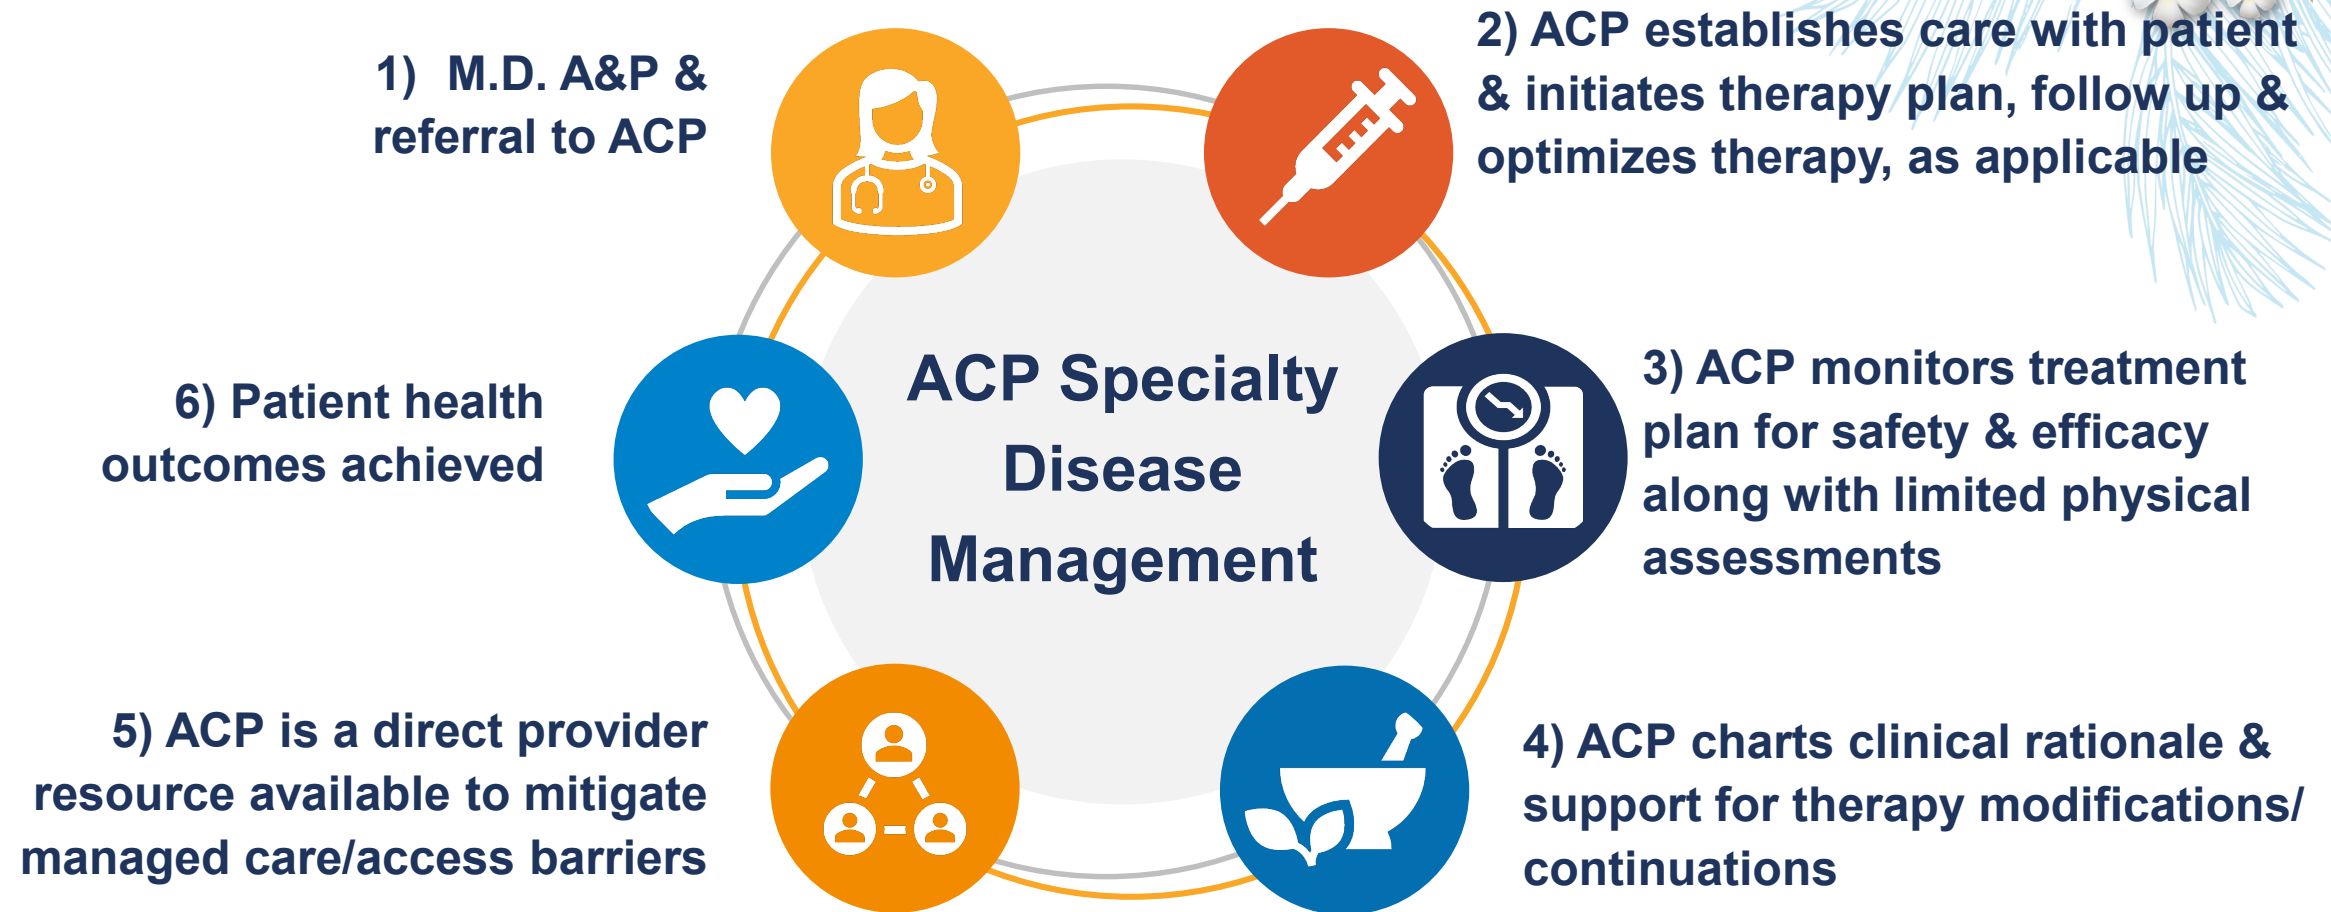 1) M.D. A&P &
referral to ACP
2) ACP establishes care with patient
& initiates therapy plan, follow up &
optimizes therapy, as applicable
3) ACP monitors treatment
plan for safety & efficacy
along with limited physical
assessments
4) ACP charts clinical rationale &
support for therapy modifications/
continuations
5) ACP is a direct provider
resource available to mitigate
managed care/access barriers
6) Patient health
outcomes achieved
ACP Specialty
Disease
Management